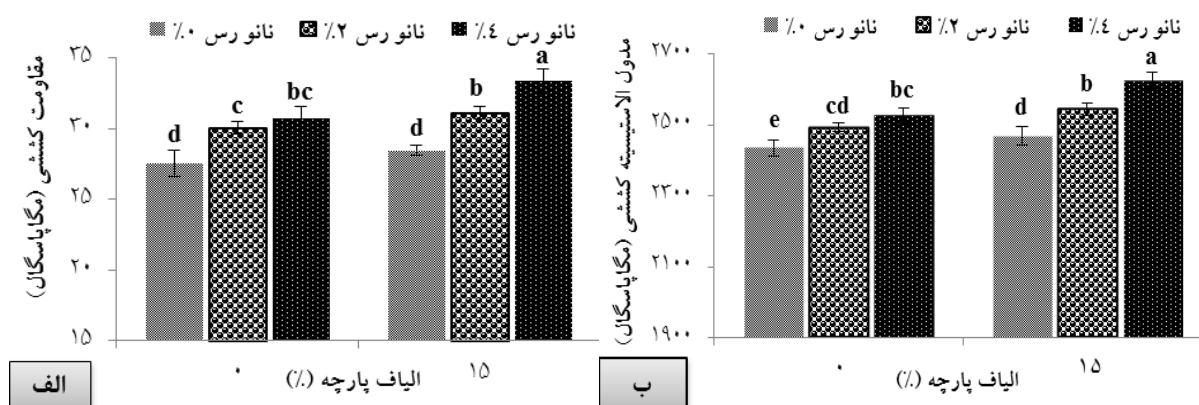 نانو رس ۰٪ نانو رس ۲٪ نانو رس ٤٪
مقاومت کششی (مگاپاسگال)
۳۵
۳۰
۲۵
۲۰
۱۵
d c bc d b a
۰ ۱۵
الیاف پارچه (٪)
الف
نانو رس ۰٪ نانو رس ۲٪ نانو رس ٤٪
مدول الاستیسیته کششی (مگاپاسگال)
۲۷۰۰
۲۵۰۰
۲۳۰۰
۲۱۰۰
۱۹۰۰
e cd bc d b a
۰ ۱۵
الیاف پارچه (٪)
ب